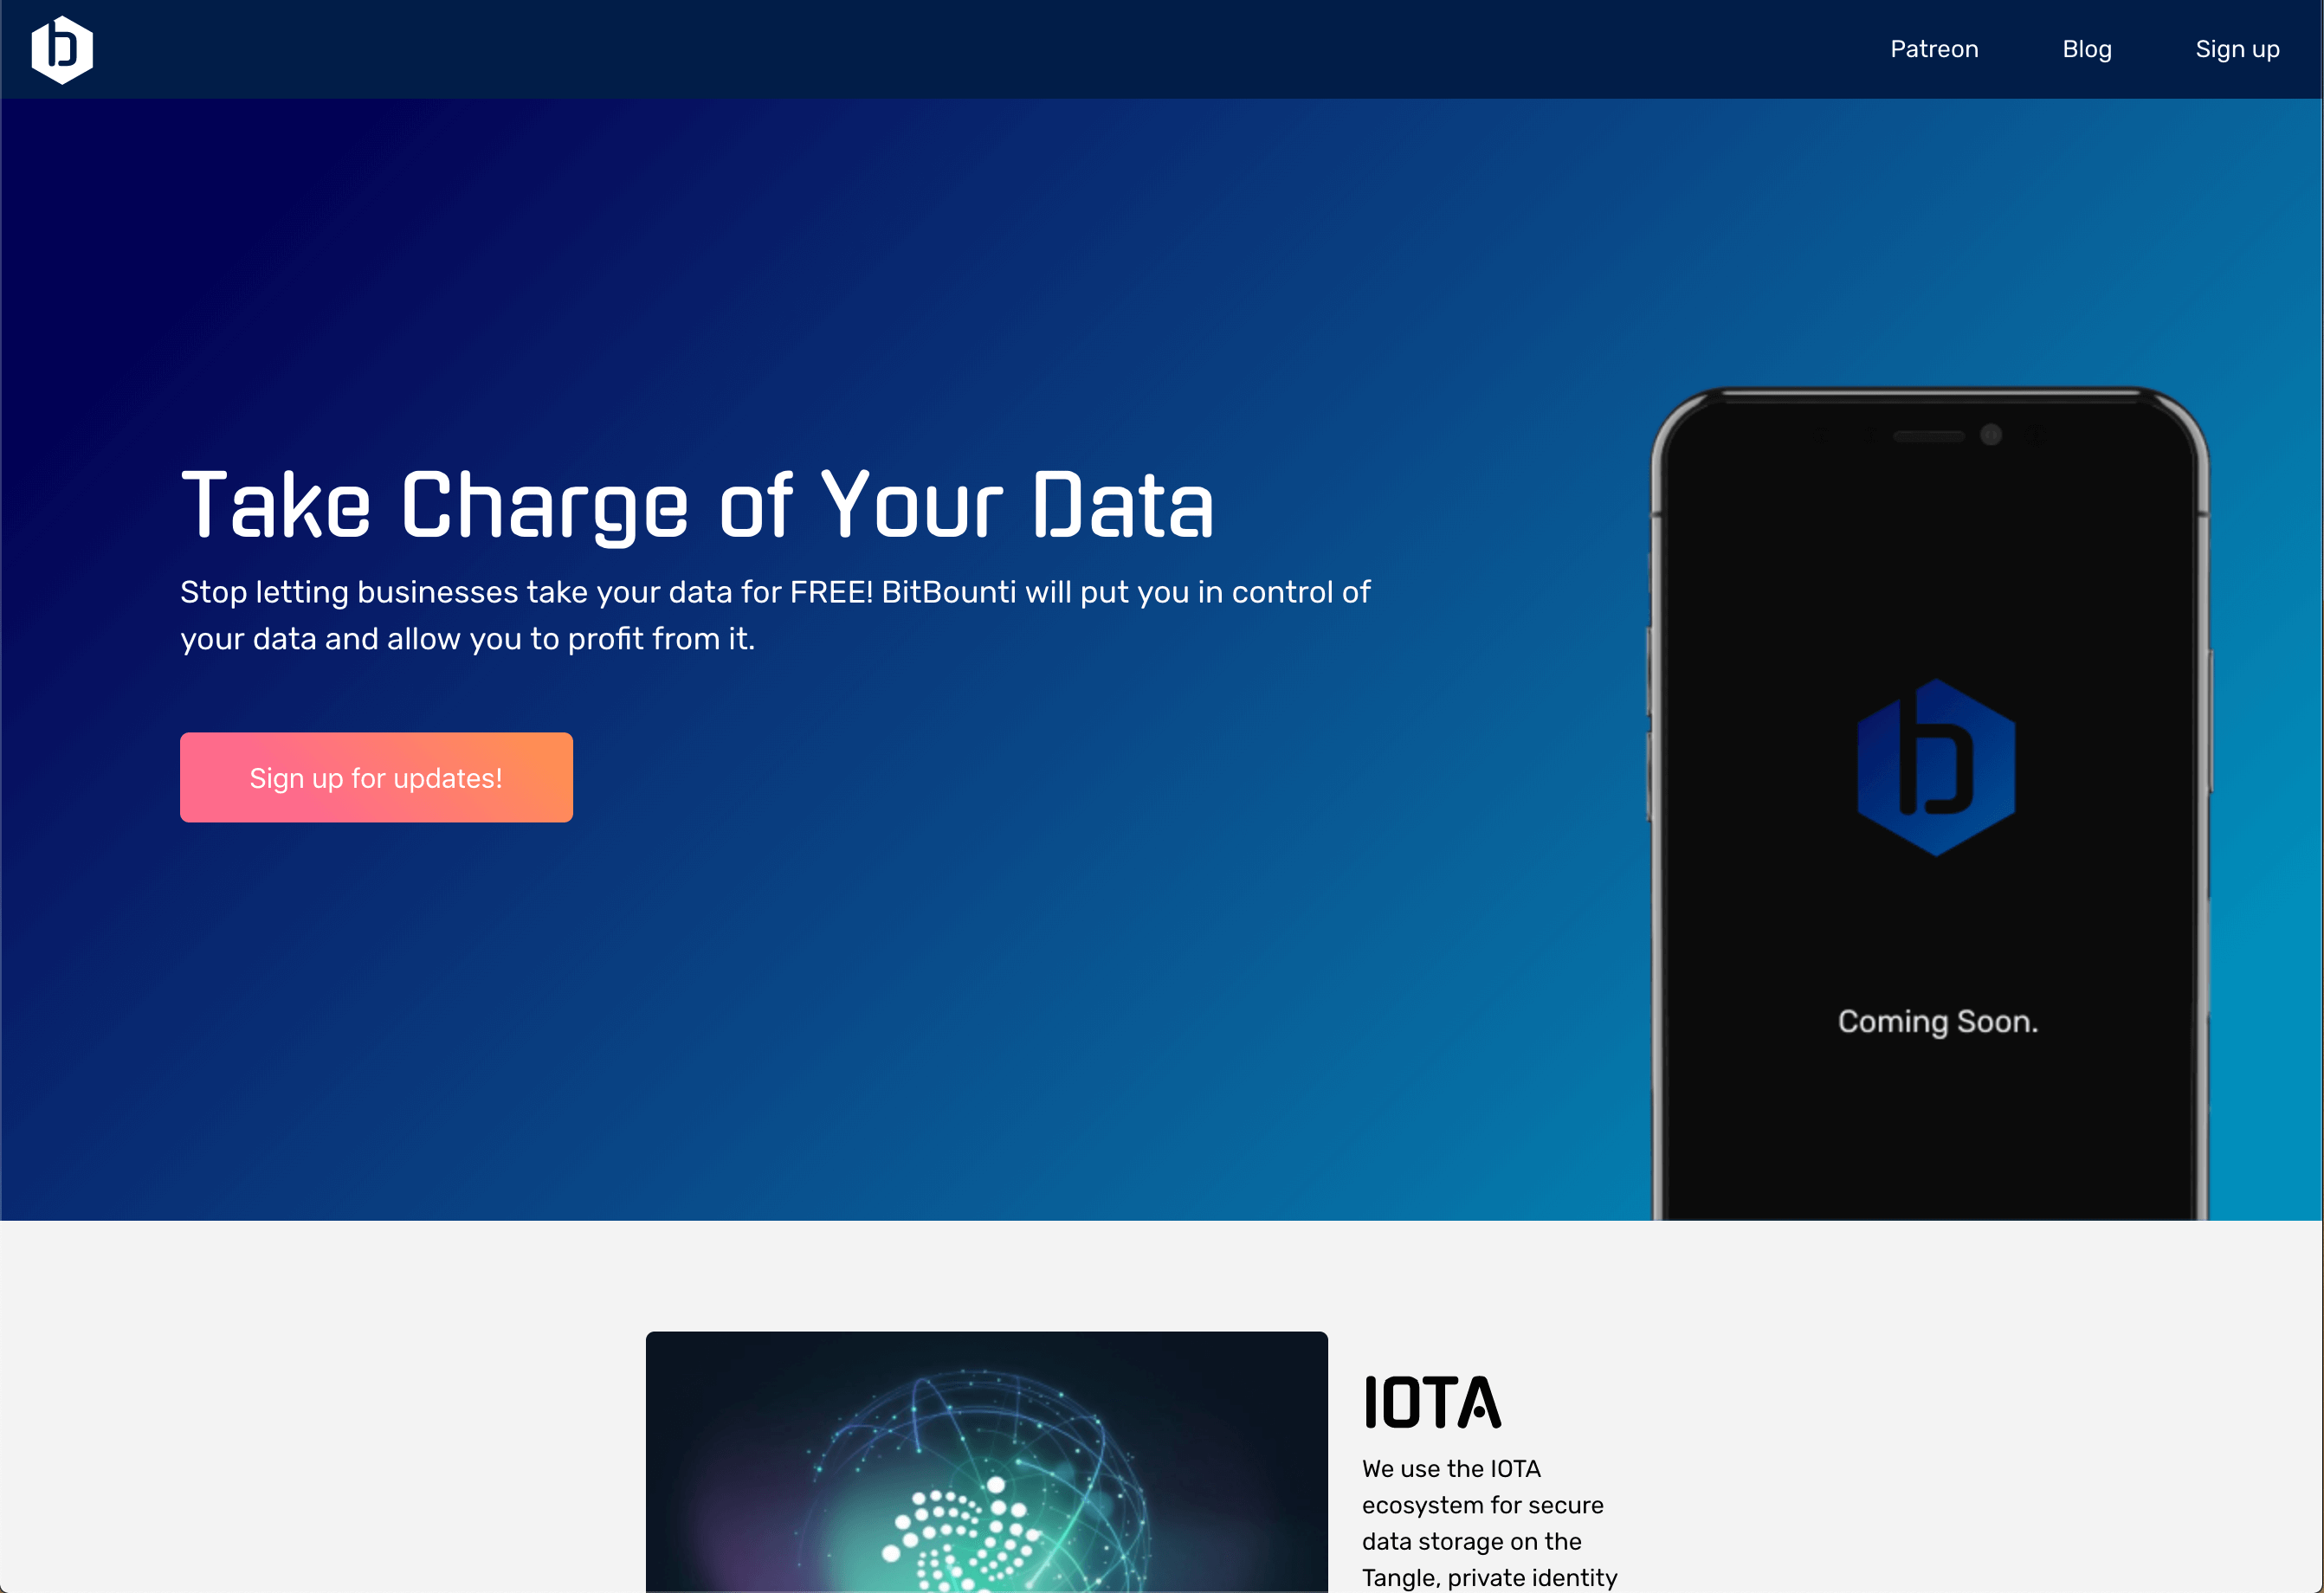 Patreon
Blog
Sign up
Take Charge of Your Data
Stop letting businesses take your data for FREE! BitBounti will put you in control of
your data and allow you to profit from it.
Sign up for updates!
Coming Soon.
IOTA
We use the IOTA
ecosystem for secure
data storage on the
Tangle, private identity